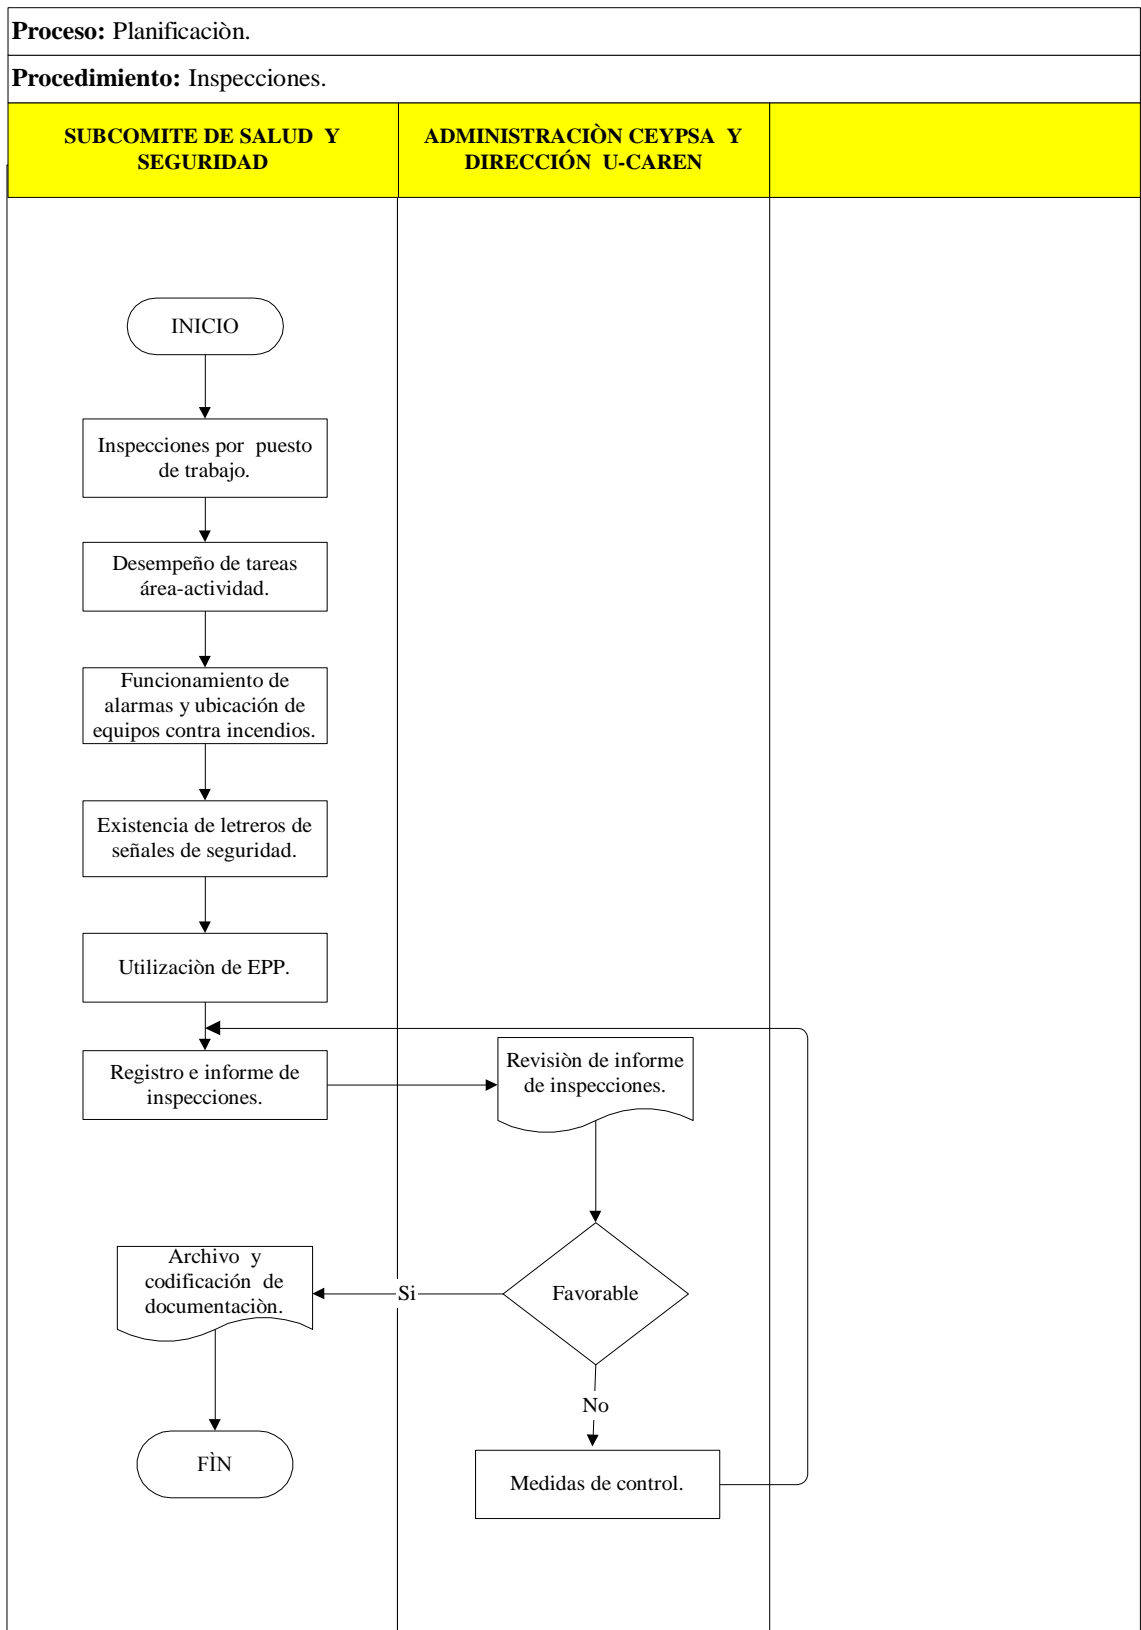 Proceso: Planificaciòn.
Procedimiento: Inspecciones.
SUBCOMITE DE SALUD Y
SEGURIDAD
ADMINISTRACIÒN CEYPSA Y
DIRECCIÓN U-CAREN
INICIO
Inspecciones por puesto
de trabajo.
Desempeño de tareas
área-actividad.
Funcionamiento de
alarmas y ubicación de
equipos contra incendios.
Existencia de letreros de
señales de seguridad.
Utilizaciòn de EPP.
Registro e informe de
inspecciones.
Revisiòn de informe
de inspecciones.
Favorable
Si
Archivo y
codificación de
documentaciòn.
FÌN
No
Medidas de control.